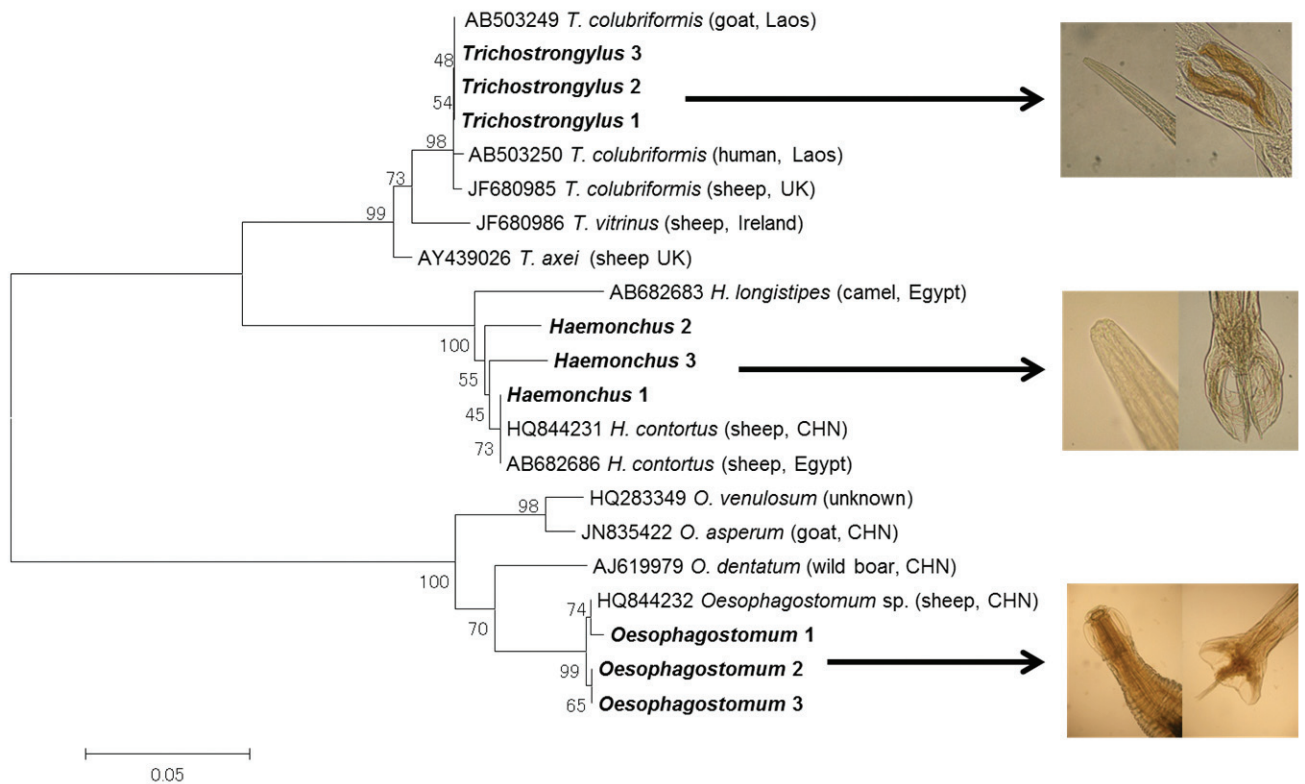 AB503249 T. colubriformis (goat, Laos)
48
Trichostrongylus 3
Trichostrongylus 2
54
Trichostrongylus 1
98
AB503250 T. colubriformis (human, Laos)
73
JF680985 T. colubriformis (sheep, UK)
99
JF680986 T. vitrinus (sheep, Ireland)
AY439026 T. axei (sheep UK)
AB682683 H. longistipes (camel, Egypt)
Haemonchus 2
100
Haemonchus 3
55
Haemonchus 1
45
HQ844231 H. contortus (sheep, CHN)
73
AB682686 H. contortus (sheep, Egypt)
HQ283349 O. venulosum (unknown)
98
JN835422 O. asperum (goat, CHN)
AJ619979 O. dentatum (wild boar, CHN)
100
HQ844232 Oesophagostomum sp. (sheep, CHN)
74
70
Oesophagostomum 1
99
Oesophagostomum 2
65
Oesophagostomum 3
0.05